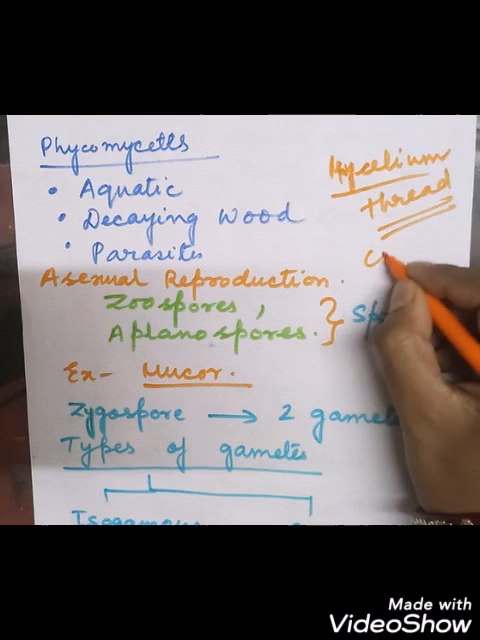 Phycomycetes
• Aquatic
• Decaying Wood
• Parasites
Mycelium
thread
Asexual Reproduction.
Zoospores,
Aplanospores.
Ex- Mucor.
Zygospore → 2
Types of gametes
Made with
VideoShow